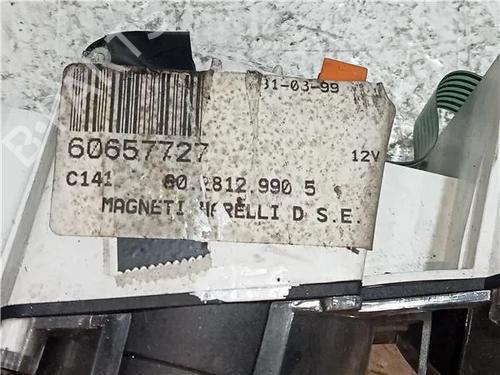 31-03-99
60657727
12V
C141 60.2812.990 5
MAGNETI MARELLI D S.E.